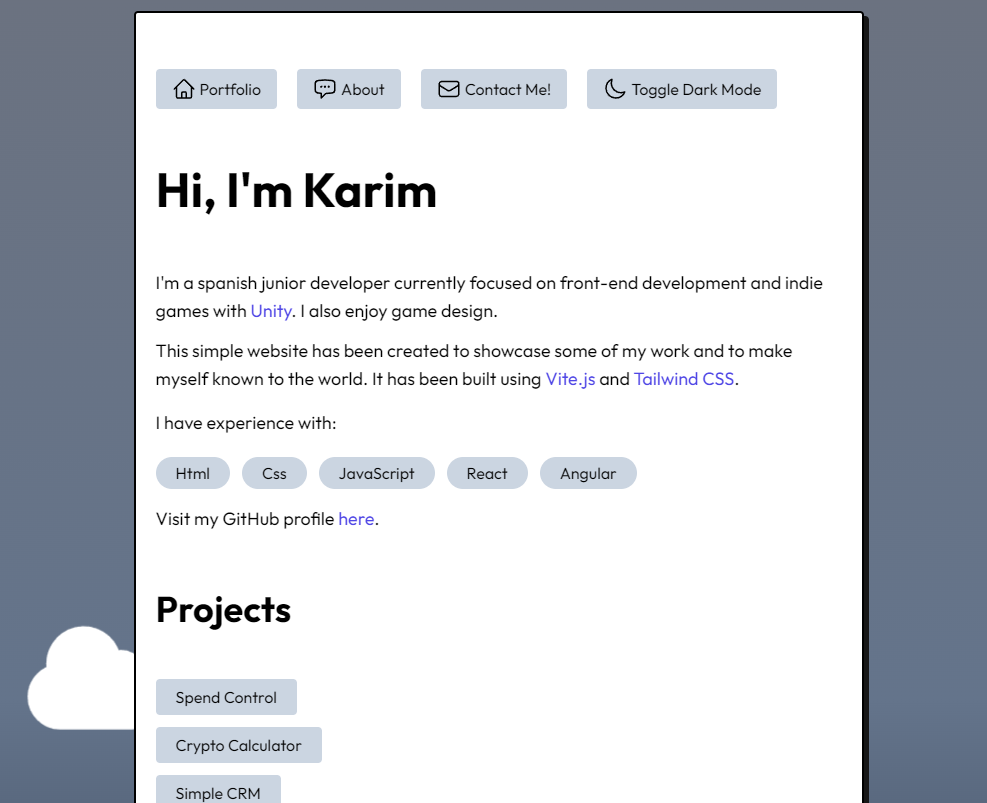 Portfolio About Contact Me! Toggle Dark Mode
Hi, I'm Karim
I'm a spanish junior developer currently focused on front-end development and indie
games with Unity. I also enjoy game design.
This simple website has been created to showcase some of my work and to make
myself known to the world. It has been built using Vite.js and Tailwind CSS.
I have experience with:
Html Css JavaScript React Angular
Visit my GitHub profile here.
Projects
Spend Control
Crypto Calculator
Simple CRM